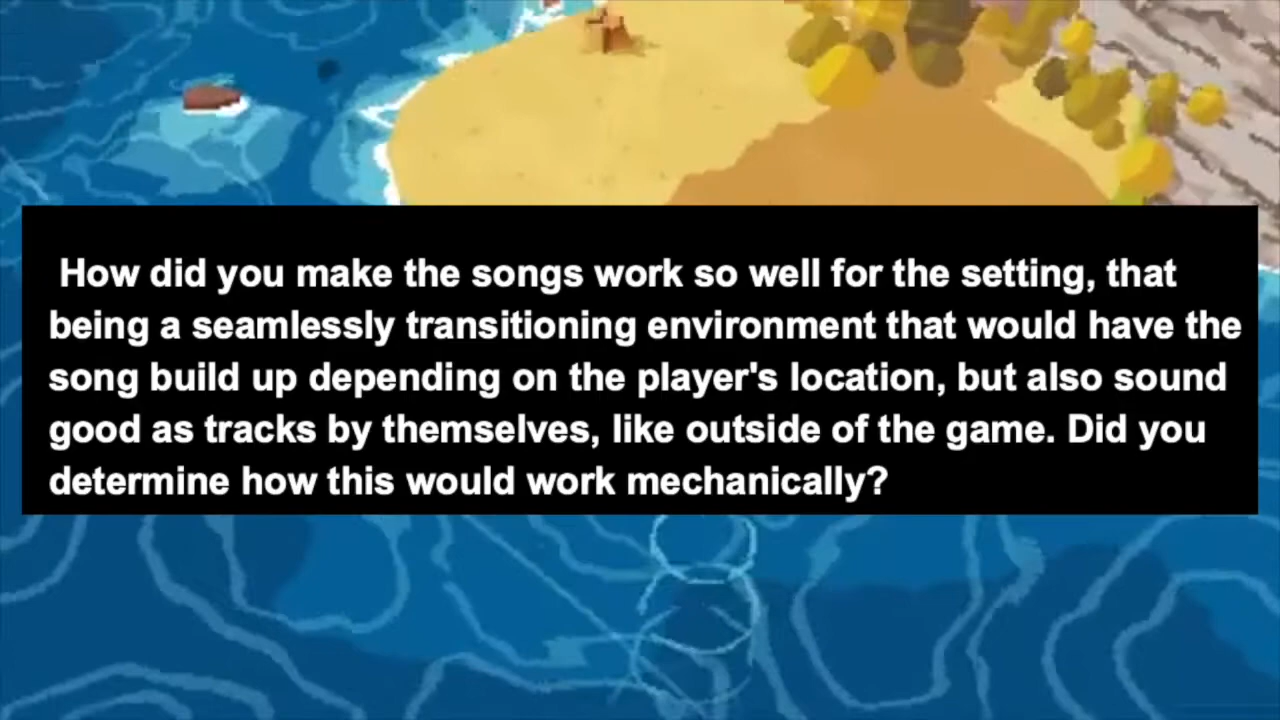 How did you make the songs work so well for the setting, that
being a seamlessly transitioning environment that would have the
song build up depending on the player's location, but also sound
good as tracks by themselves, like outside of the game. Did you
determine how this would work mechanically?